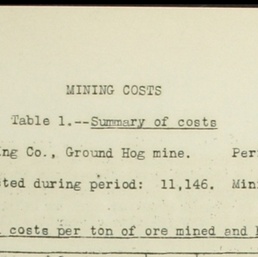 MINING COSTS
Table 1.--Summary of costs
ing Co., Ground Hog mine. Per
ted during period: 11,146. Mini
costs per ton of ore mined and